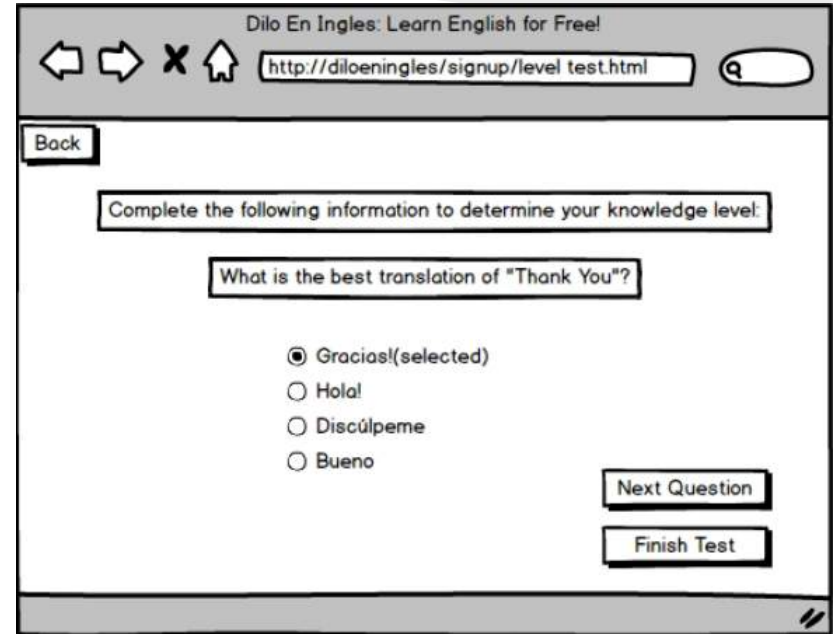 Dilo En Ingles: Learn English for Free!
http://diloeningles/signup/level test.html
Back
Complete the following information to determine your knowledge level:
What is the best translation of "Thank You"?
Gracias!(selected)
Hola!
Discúlpeme
Bueno
Next Question
Finish Test